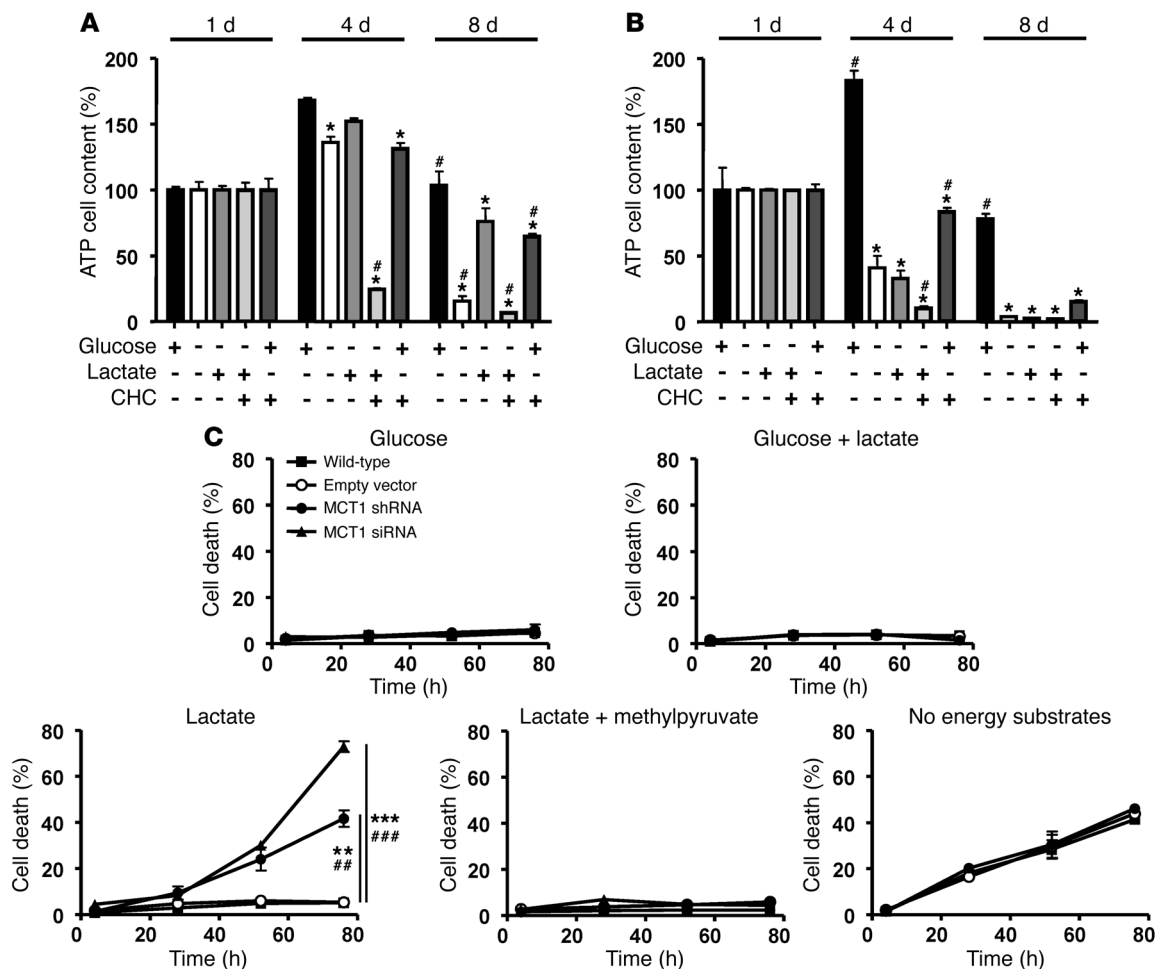 A
1 d 4 d 8 d
200
150
100
50
0
ATP cell content (%)
* * # * # # * * # * # *
Glucose + - - - + + - - - + + - - - +
Lactate - - + + - - - + + - - - + + -
CHC - - - + + - - - + + - - - + +
B
1 d 4 d 8 d
200
150
100
50
0
ATP cell content (%)
# * * # * # * # * * * *
Glucose + - - - + + - - - + + - - - +
Lactate - - + + - - - + + - - - + + -
CHC - - - + + - - - + + - - - + +
C
Glucose
80
60
40
20
0
Cell death (%)
Wild-type
Empty vector
MCT1 shRNA
MCT1 siRNA
0 20 40 60 80
Time (h)
Glucose + lactate
80
60
40
20
0
Cell death (%)
0 20 40 60 80
Time (h)
Lactate
80
60
40
20
0
Cell death (%)
***
###
**
##
0 20 40 60 80
Time (h)
Lactate + methylpyruvate
80
60
40
20
0
Cell death (%)
0 20 40 60 80
Time (h)
No energy substrates
80
60
40
20
0
Cell death (%)
0 20 40 60 80
Time (h)